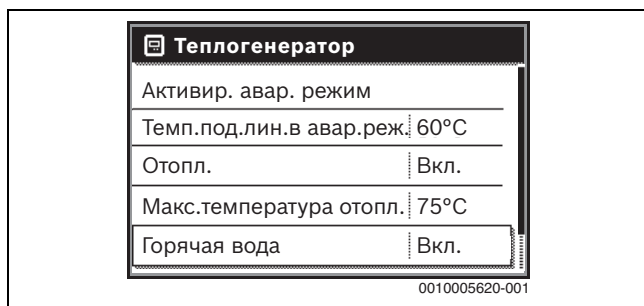 Теплогенератор
Активир. авар. режим
Темп.под.лин.в авар.реж. 60°C
Отопл. Вкл.
Макс.температура отопл. 75°C
Горячая вода Вкл.
0010005620-001